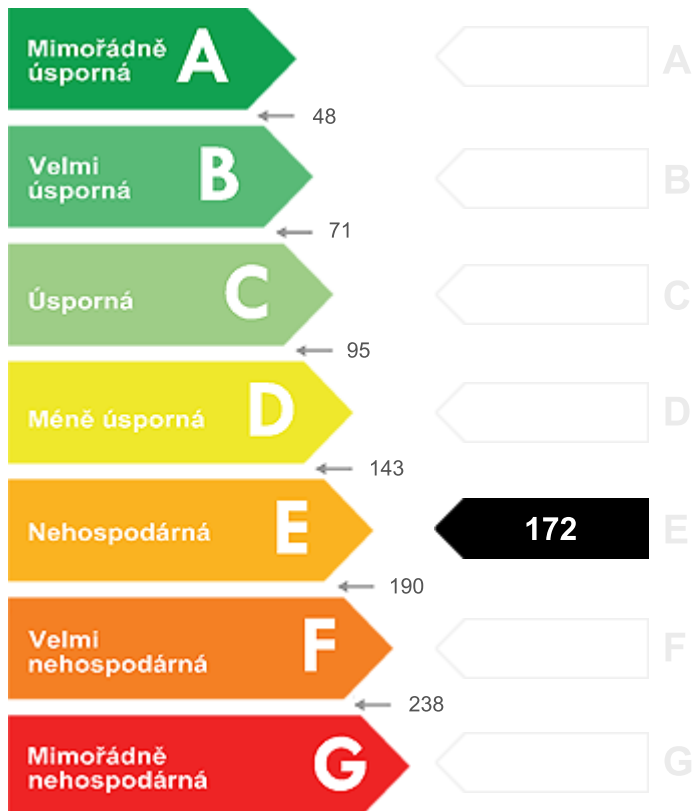 Mimořádně
úsporná
A
A
48
Velmi
úsporná
B
B
71
Úsporná
C
C
95
Méně úsporná
D
D
143
Nehospodárná
E
172
E
190
Velmi
nehospodárná
F
F
238
Mimořádně
nehospodárná
G
G